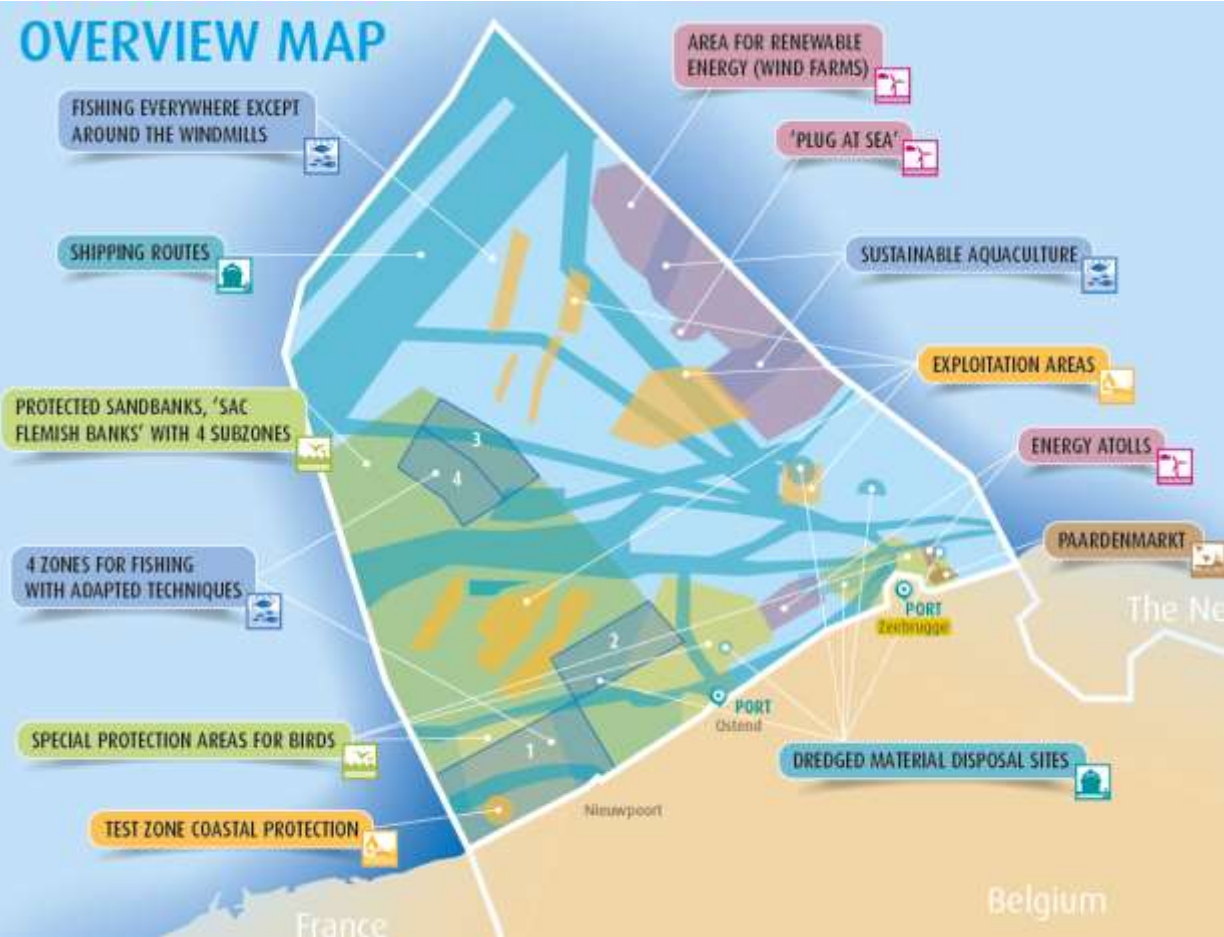 OVERVIEW MAP
AREA FOR RENEWABLE
ENERGY (WIND FARMS)
FISHING EVERYWHERE EXCEPT
AROUND THE WINDMILLS
'PLUG AT SEA'
SHIPPING ROUTES
SUSTAINABLE AQUACULTURE
EXPLOITATION AREAS
PROTECTED SANDBANKS, 'SAC
FLEMISH BANKS' WITH 4 SUBZONES
3
4
ENERGY ATOLLS
PAARDENMARKT
4 ZONES FOR FISHING
WITH ADAPTED TECHNIQUES
PORT
Zeebrugge
The Ne
2
PORT
Ostend
SPECIAL PROTECTION AREAS FOR BIRDS
1
DREDGED MATERIAL DISPOSAL SITES
Nieuwpoort
TEST ZONE COASTAL PROTECTION
Belgium
France